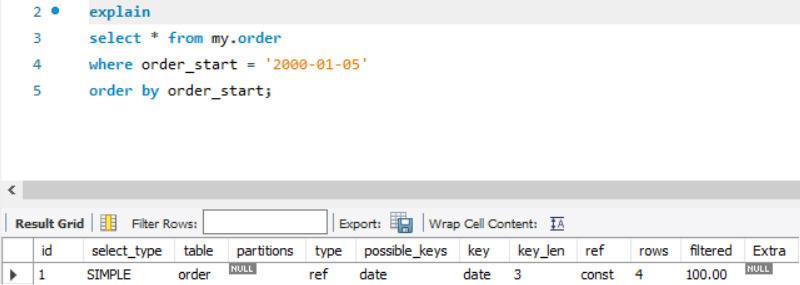 2 explain
3 select * from my.order
4 where order_start = '2000-01-05'
5 order by order_start;
Result Grid Filter Rows: Export: Wrap Cell Content: IA
id select_type table partitions type possible_keys key key_len ref rows filtered Extra
1 SIMPLE order NULL ref date date 3 const 4 100.00 NULL